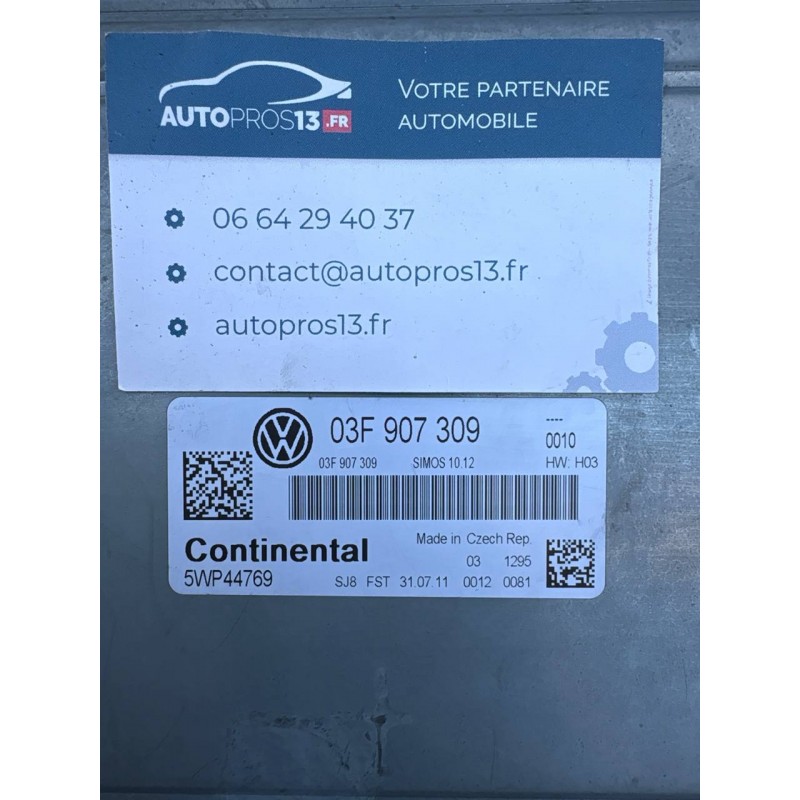 AUTOPROS13.FR
VOTRE PARTENAIRE
AUTOMOBILE
06 64 29 40 37
contact@autopros13.fr
autopros13.fr
03F 907 309
----
0010
03F 907 309 SIMOS 10.12 HW: H03
Continental
Made in Czech Rep.
03 1295
5WP44769
SJ8 FST 31.07.11 0012 0081